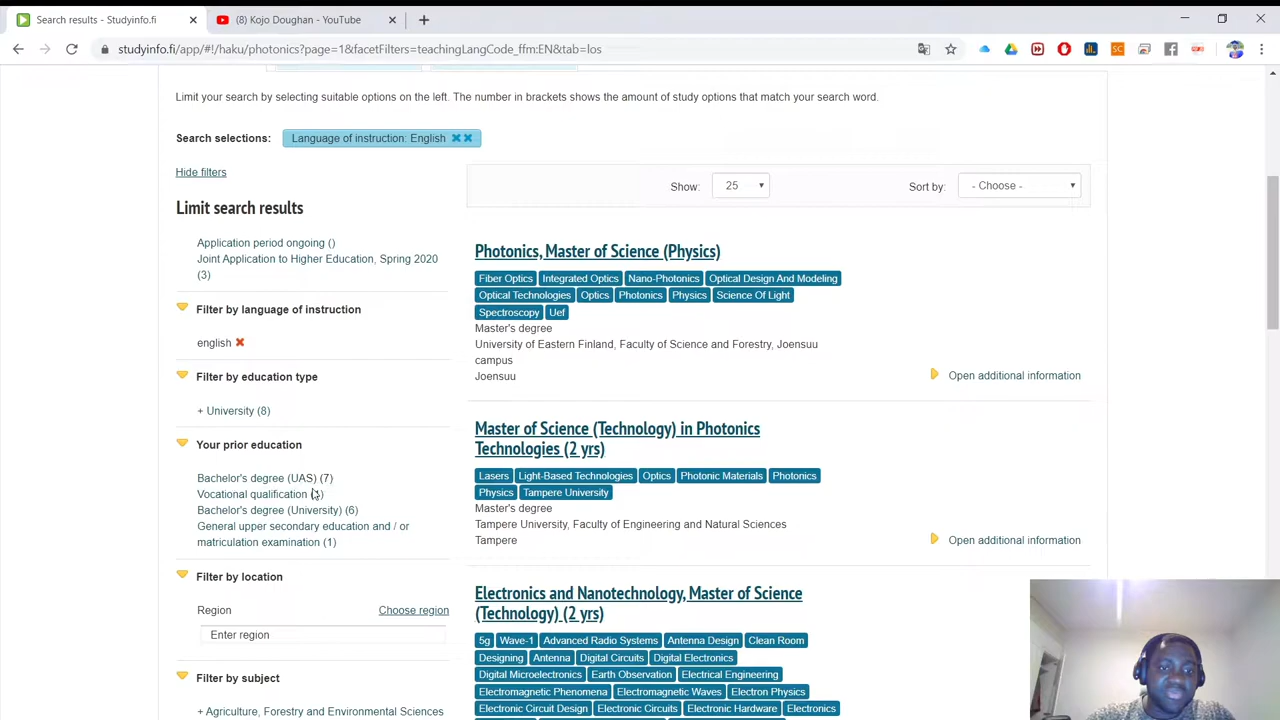 Search results - Studyinfo.fi
(8) Kojo Doughan - YouTube
studyinfo.fi/app/#!/haku/photonics?page=1&facetFilters=teachingLangCode_ffm:EN&tab=los
Limit your search by selecting suitable options on the left. The number in brackets shows the amount of study options that match your search word.
Search selections:
Language of instruction: English
Hide filters
Show:
25
Sort by:
- Choose -
Limit search results
Application period ongoing ()
Joint Application to Higher Education, Spring 2020
(3)
Filter by language of instruction
english
Filter by education type
+ University (8)
Your prior education
Bachelor's degree (UAS) (7)
Vocational qualification
Bachelor's degree (University) (6)
General upper secondary education and / or
matriculation examination (1)
Filter by location
Region
Choose region
Enter region
Filter by subject
+ Agriculture, Forestry and Environmental Sciences
Photonics, Master of Science (Physics)
Fiber Optics Integrated Optics Nano-Photonics Optical Design And Modeling
Optical Technologies Optics Photonics Physics Science Of Light
Spectroscopy Uef
Master's degree
University of Eastern Finland, Faculty of Science and Forestry, Joensuu
campus
Joensuu
Open additional information
Master of Science (Technology) in Photonics
Technologies (2 yrs)
Lasers Light-Based Technologies Optics Photonic Materials Photonics
Physics Tampere University
Master's degree
Tampere University, Faculty of Engineering and Natural Sciences
Tampere
Open additional information
Electronics and Nanotechnology, Master of Science
(Technology) (2 yrs)
5g Wave-1 Advanced Radio Systems Antenna Design Clean Room
Designing Antenna Digital Circuits Digital Electronics
Digital Microelectronics Earth Observation Electrical Engineering
Electromagnetic Phenomena Electromagnetic Waves Electron Physics
Electronic Circuit Design Electronic Circuits Electronic Hardware Electronics